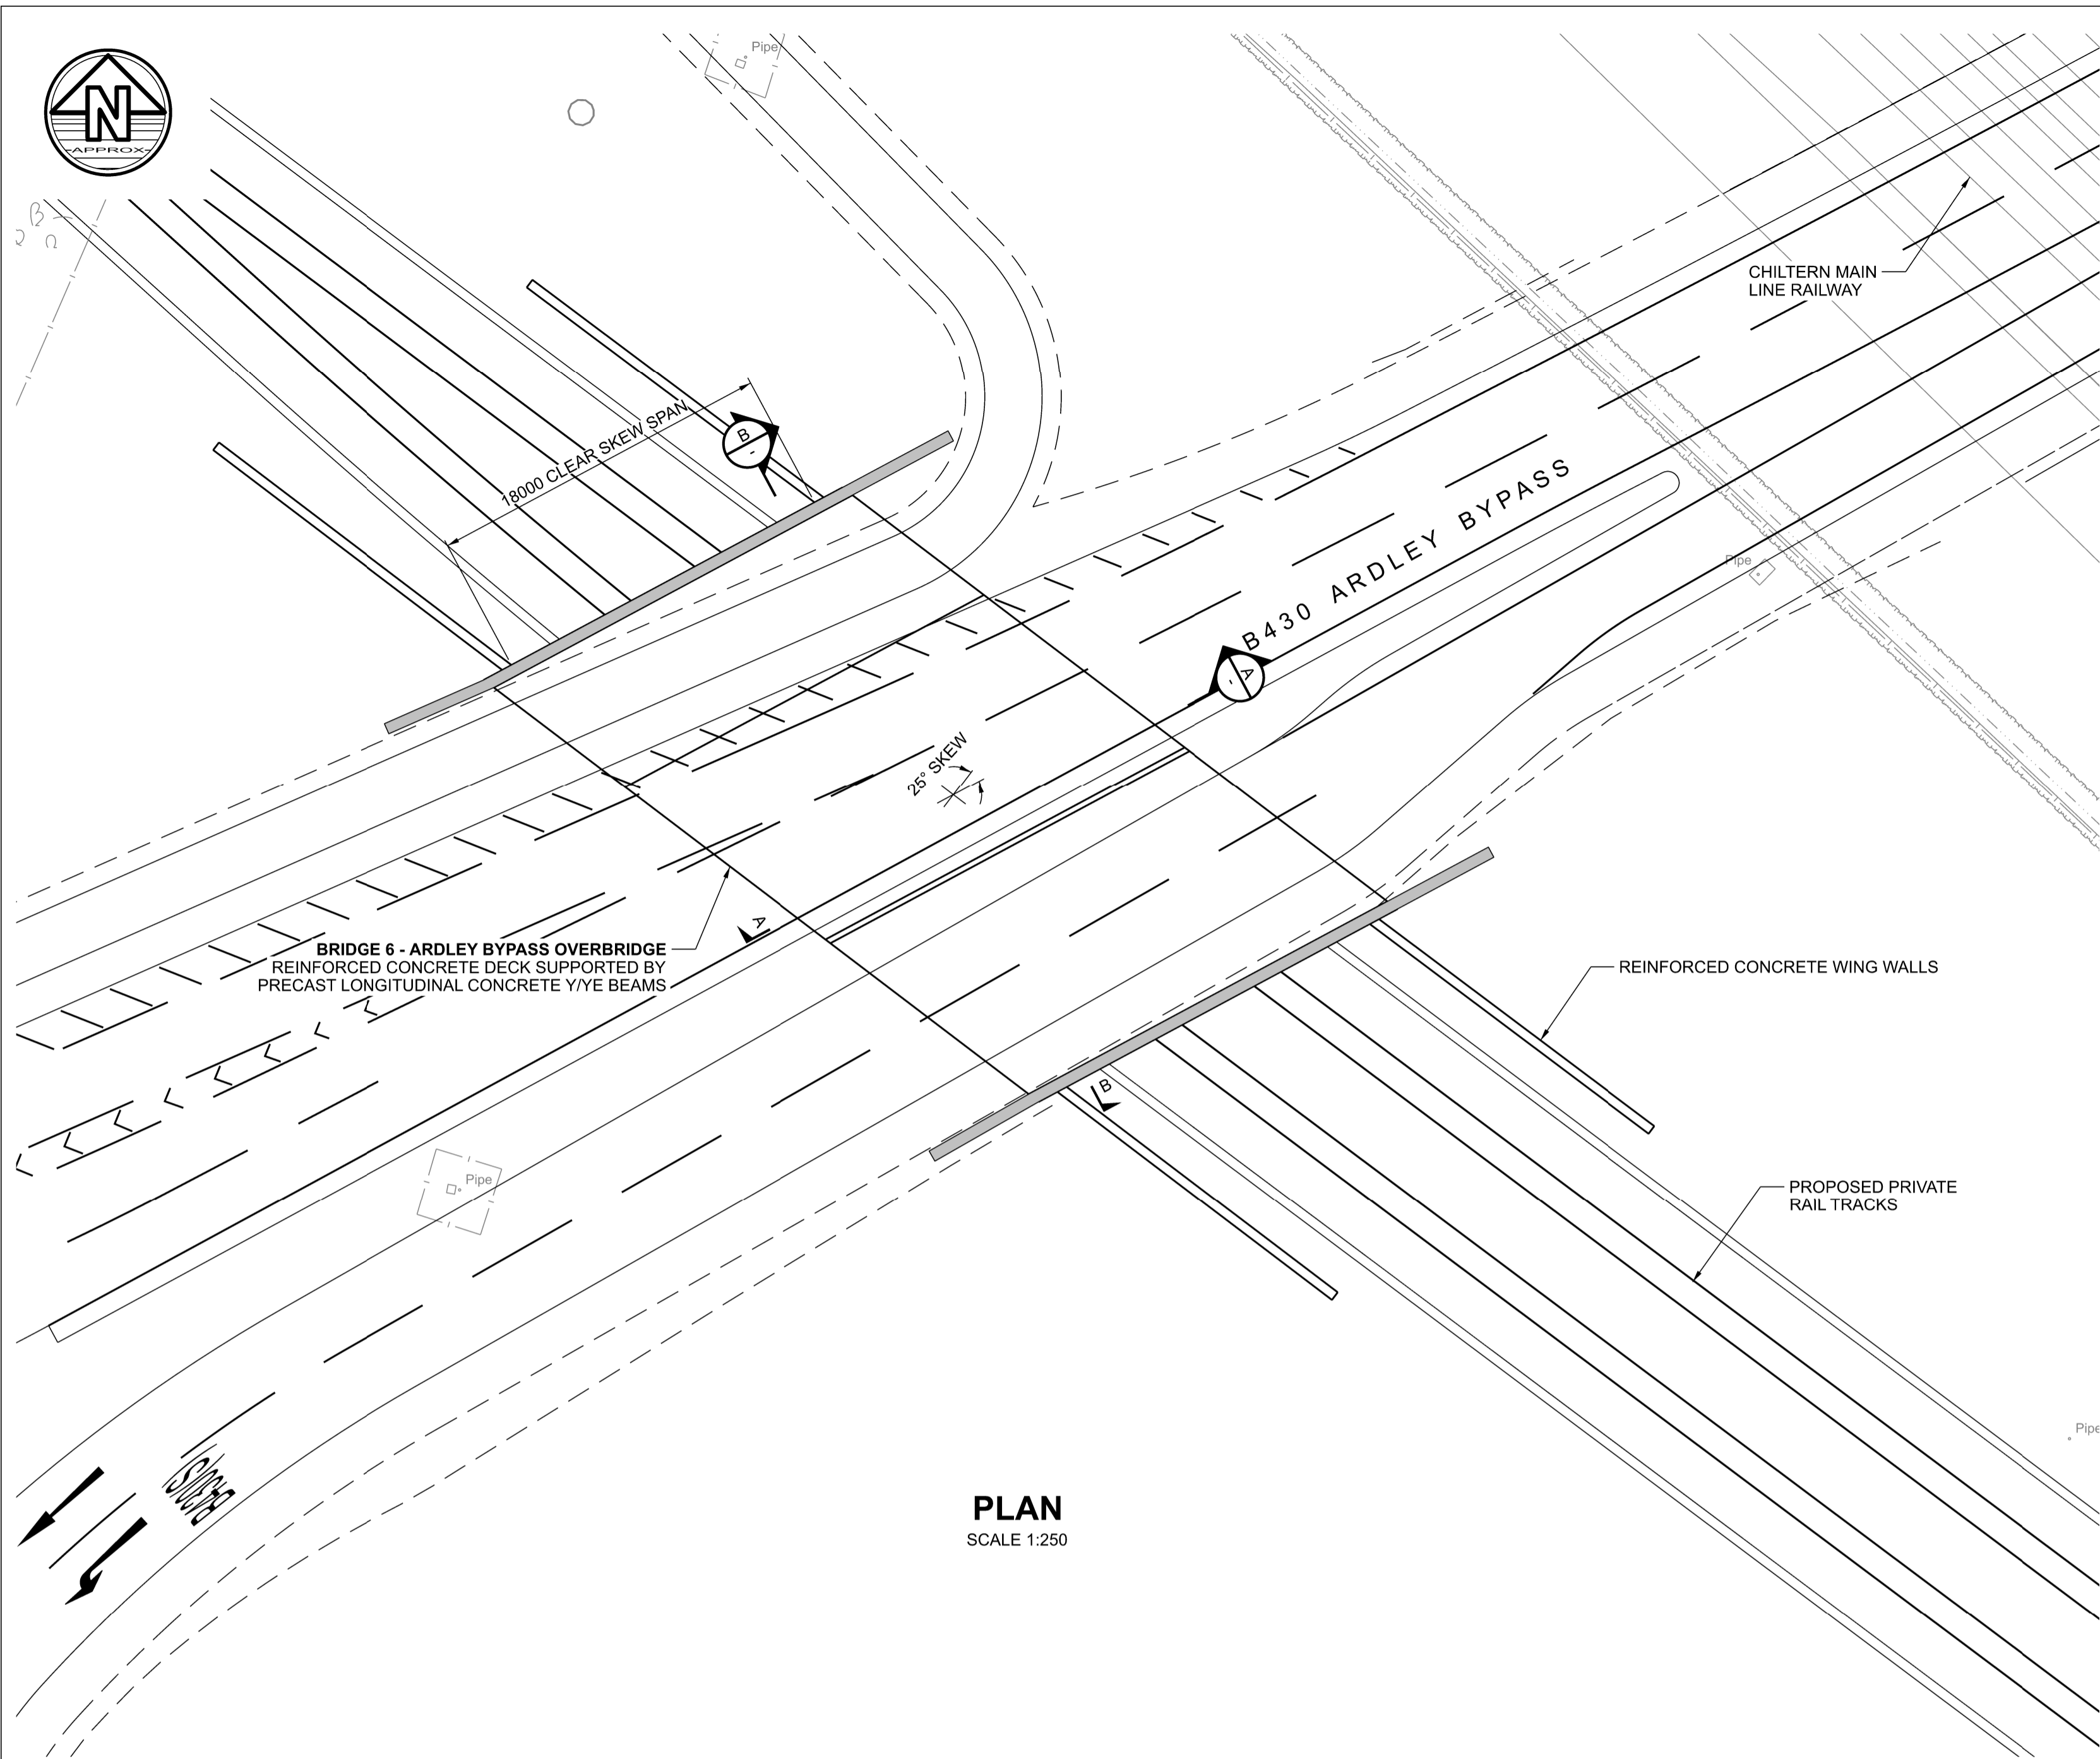 N
-APPROX-
Pipe
CHILTERN MAIN
LINE RAILWAY
18000 CLEAR SKEW SPAN
B
-
B430 ARDLEY BYPASS
Pipe
A
-
25° SKEW
A
BRIDGE 6 - ARDLEY BYPASS OVERBRIDGE
REINFORCED CONCRETE DECK SUPPORTED BY
PRECAST LONGITUDINAL CONCRETE Y/YE BEAMS
REINFORCED CONCRETE WING WALLS
B
Pipe
PROPOSED PRIVATE
RAIL TRACKS
Pipe
PLAN
SCALE 1:250